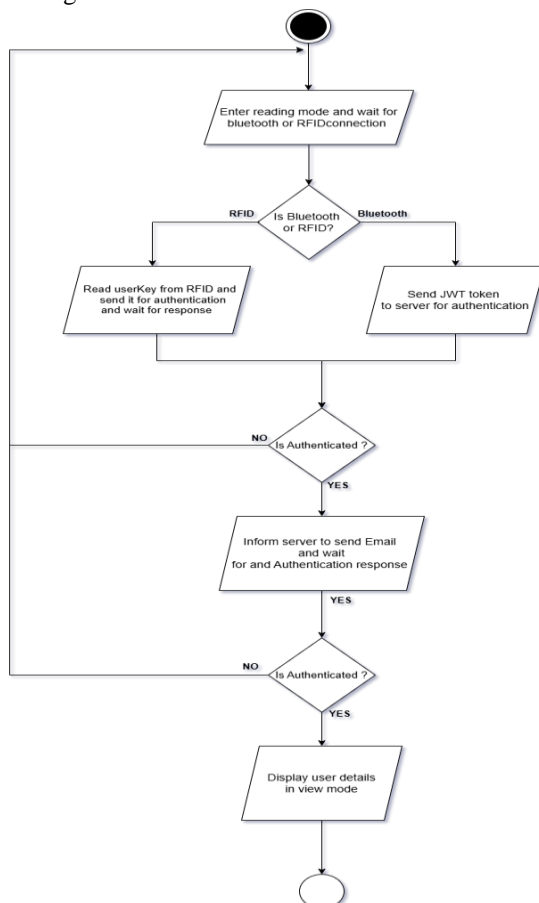 Enter reading mode and wait for
bluetooth or RFIDconnection
RFID
Is Bluetooth
or RFID?
Bluetooth
Read userKey from RFID and
send it for authentication
and wait for response
Send JWT token
to server for authentication
NO
Is Authenticated ?
YES
Inform server to send Email
and wait
for and Authentication response
YES
NO
Is Authenticated ?
YES
Display user details
in view mode